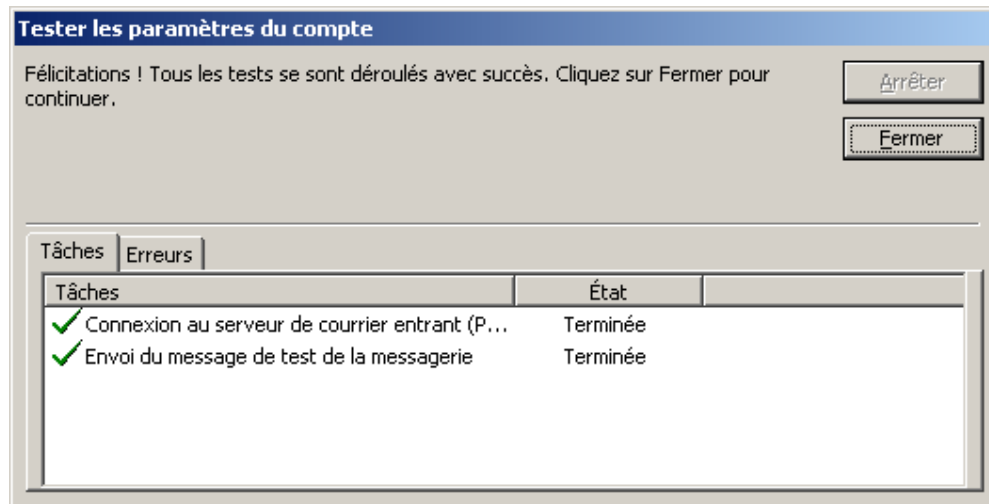 Tester les paramètres du compte
Félicitations ! Tous les tests se sont déroulés avec succès. Cliquez sur Fermer pour
continuer.
Arrêter
Fermer
Tâches Erreurs
Tâches État
Connexion au serveur de courrier entrant (P... Terminée
Envoi du message de test de la messagerie Terminée